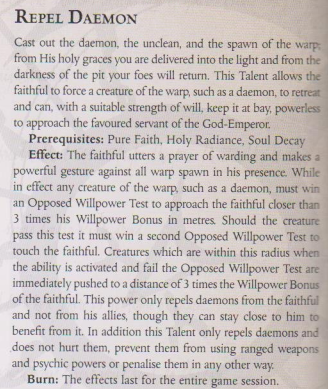 REPEL DAEMON
Cast out the daemon, the unclean, and the spawn of the warp;
from His holy graces you are delivered into the light and from the
darkness of the pit your foes will return. This Talent allows the
faithful to force a creature of the warp, such as a daemon, to retreat
and can, with a suitable strength of will, keep it at bay, powerless
to approach the favoured servant of the God-Emperor.
Prerequisites: Pure Faith, Holy Radiance, Soul Decay
Effect: The faithful utters a prayer of warding and makes a
powerful gesture against all warp spawn in his presence. While
in effect any creature of the warp, such as a daemon, must win
an Opposed Willpower Test to approach the faithful closer than
3 times his Willpower Bonus in metres. Should the creature
pass this test it must win a second Opposed Willpower Test to
touch the faithful. Creatures which are within this radius when
the ability is activated and fail the Opposed Willpower Test are
immediately pushed to a distance of 3 times the Willpower Bonus
of the faithful. This power only repels daemons from the faithful
and not from his allies, though they can stay close to him to
benefit from it. In addition this Talent only repels daemons and
does not hurt them, prevent them from using ranged weapons
and psychic powers or penalise them in any other way.
Burn: The effects last for the entire game session.